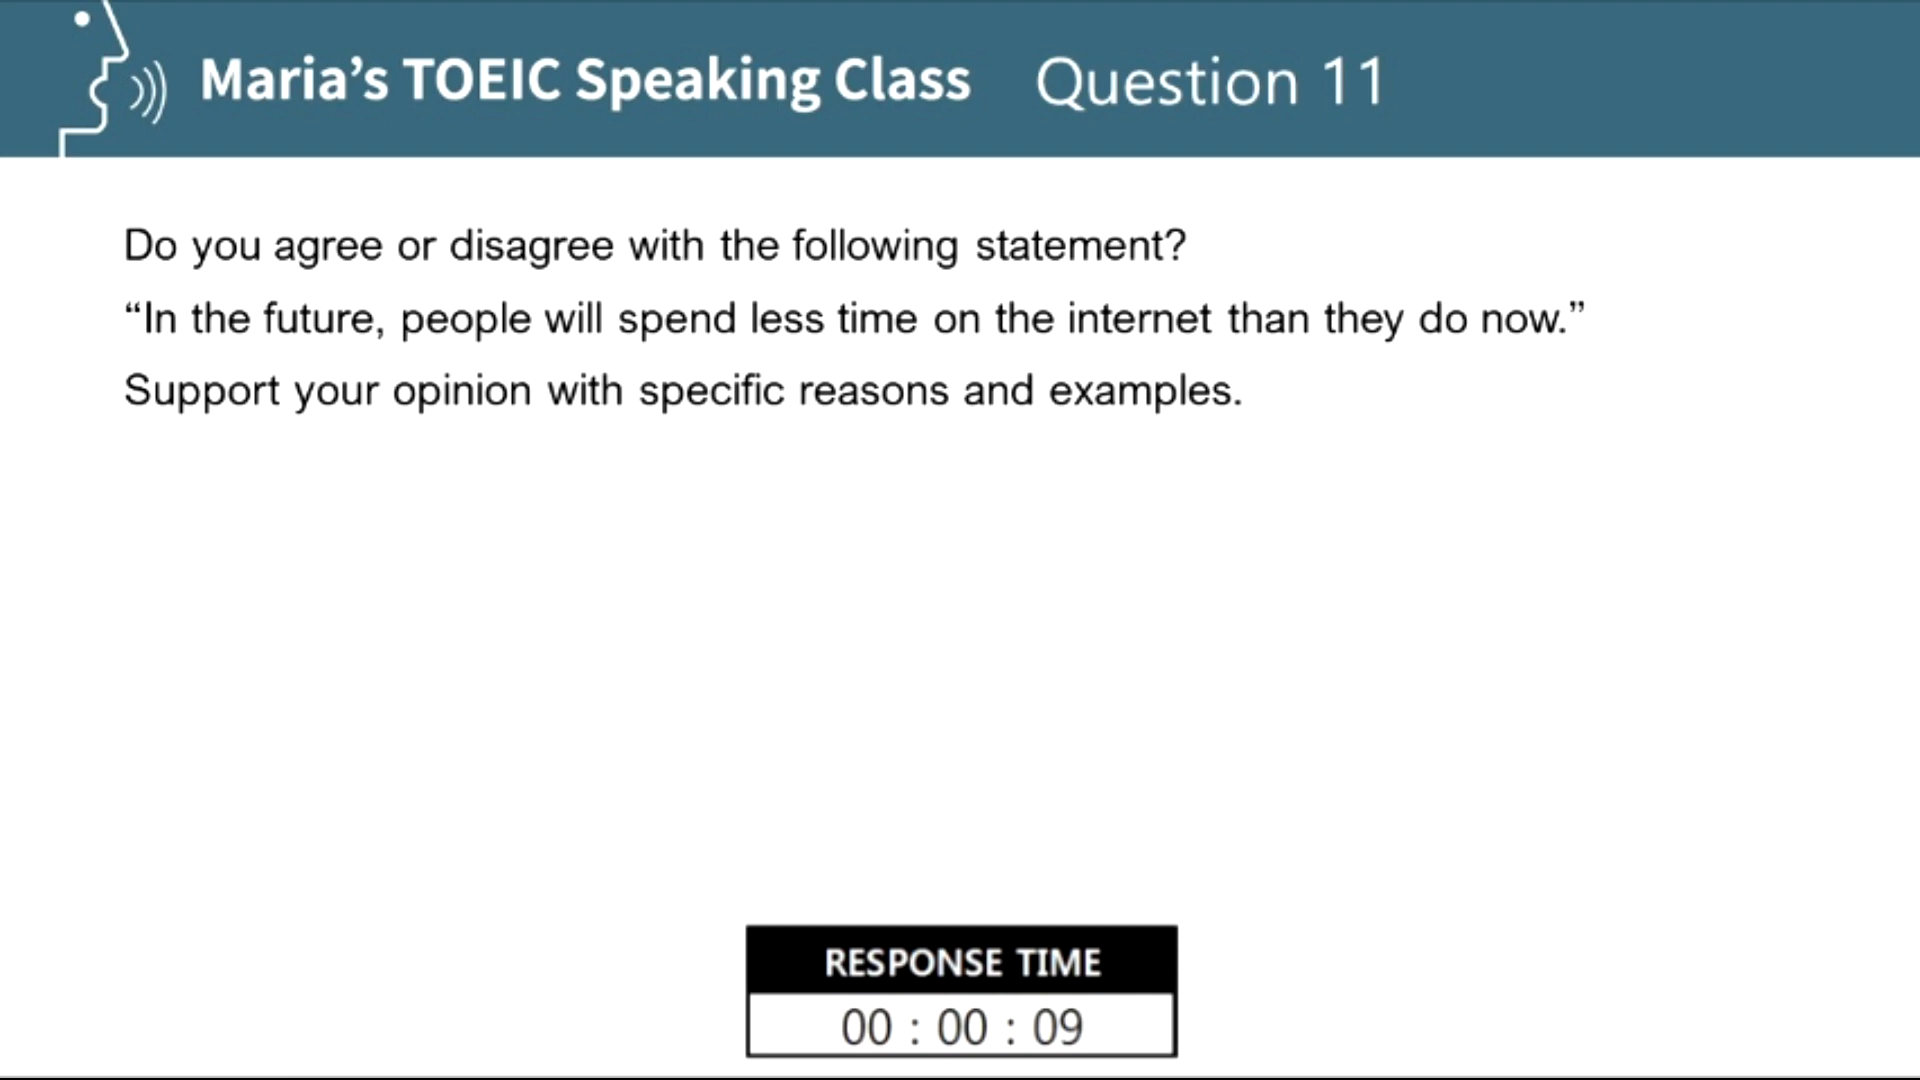 Maria’s TOEIC Speaking Class Question 11
Do you agree or disagree with the following statement?
“In the future, people will spend less time on the internet than they do now.”
Support your opinion with specific reasons and examples.
RESPONSE TIME
00 : 00 : 09